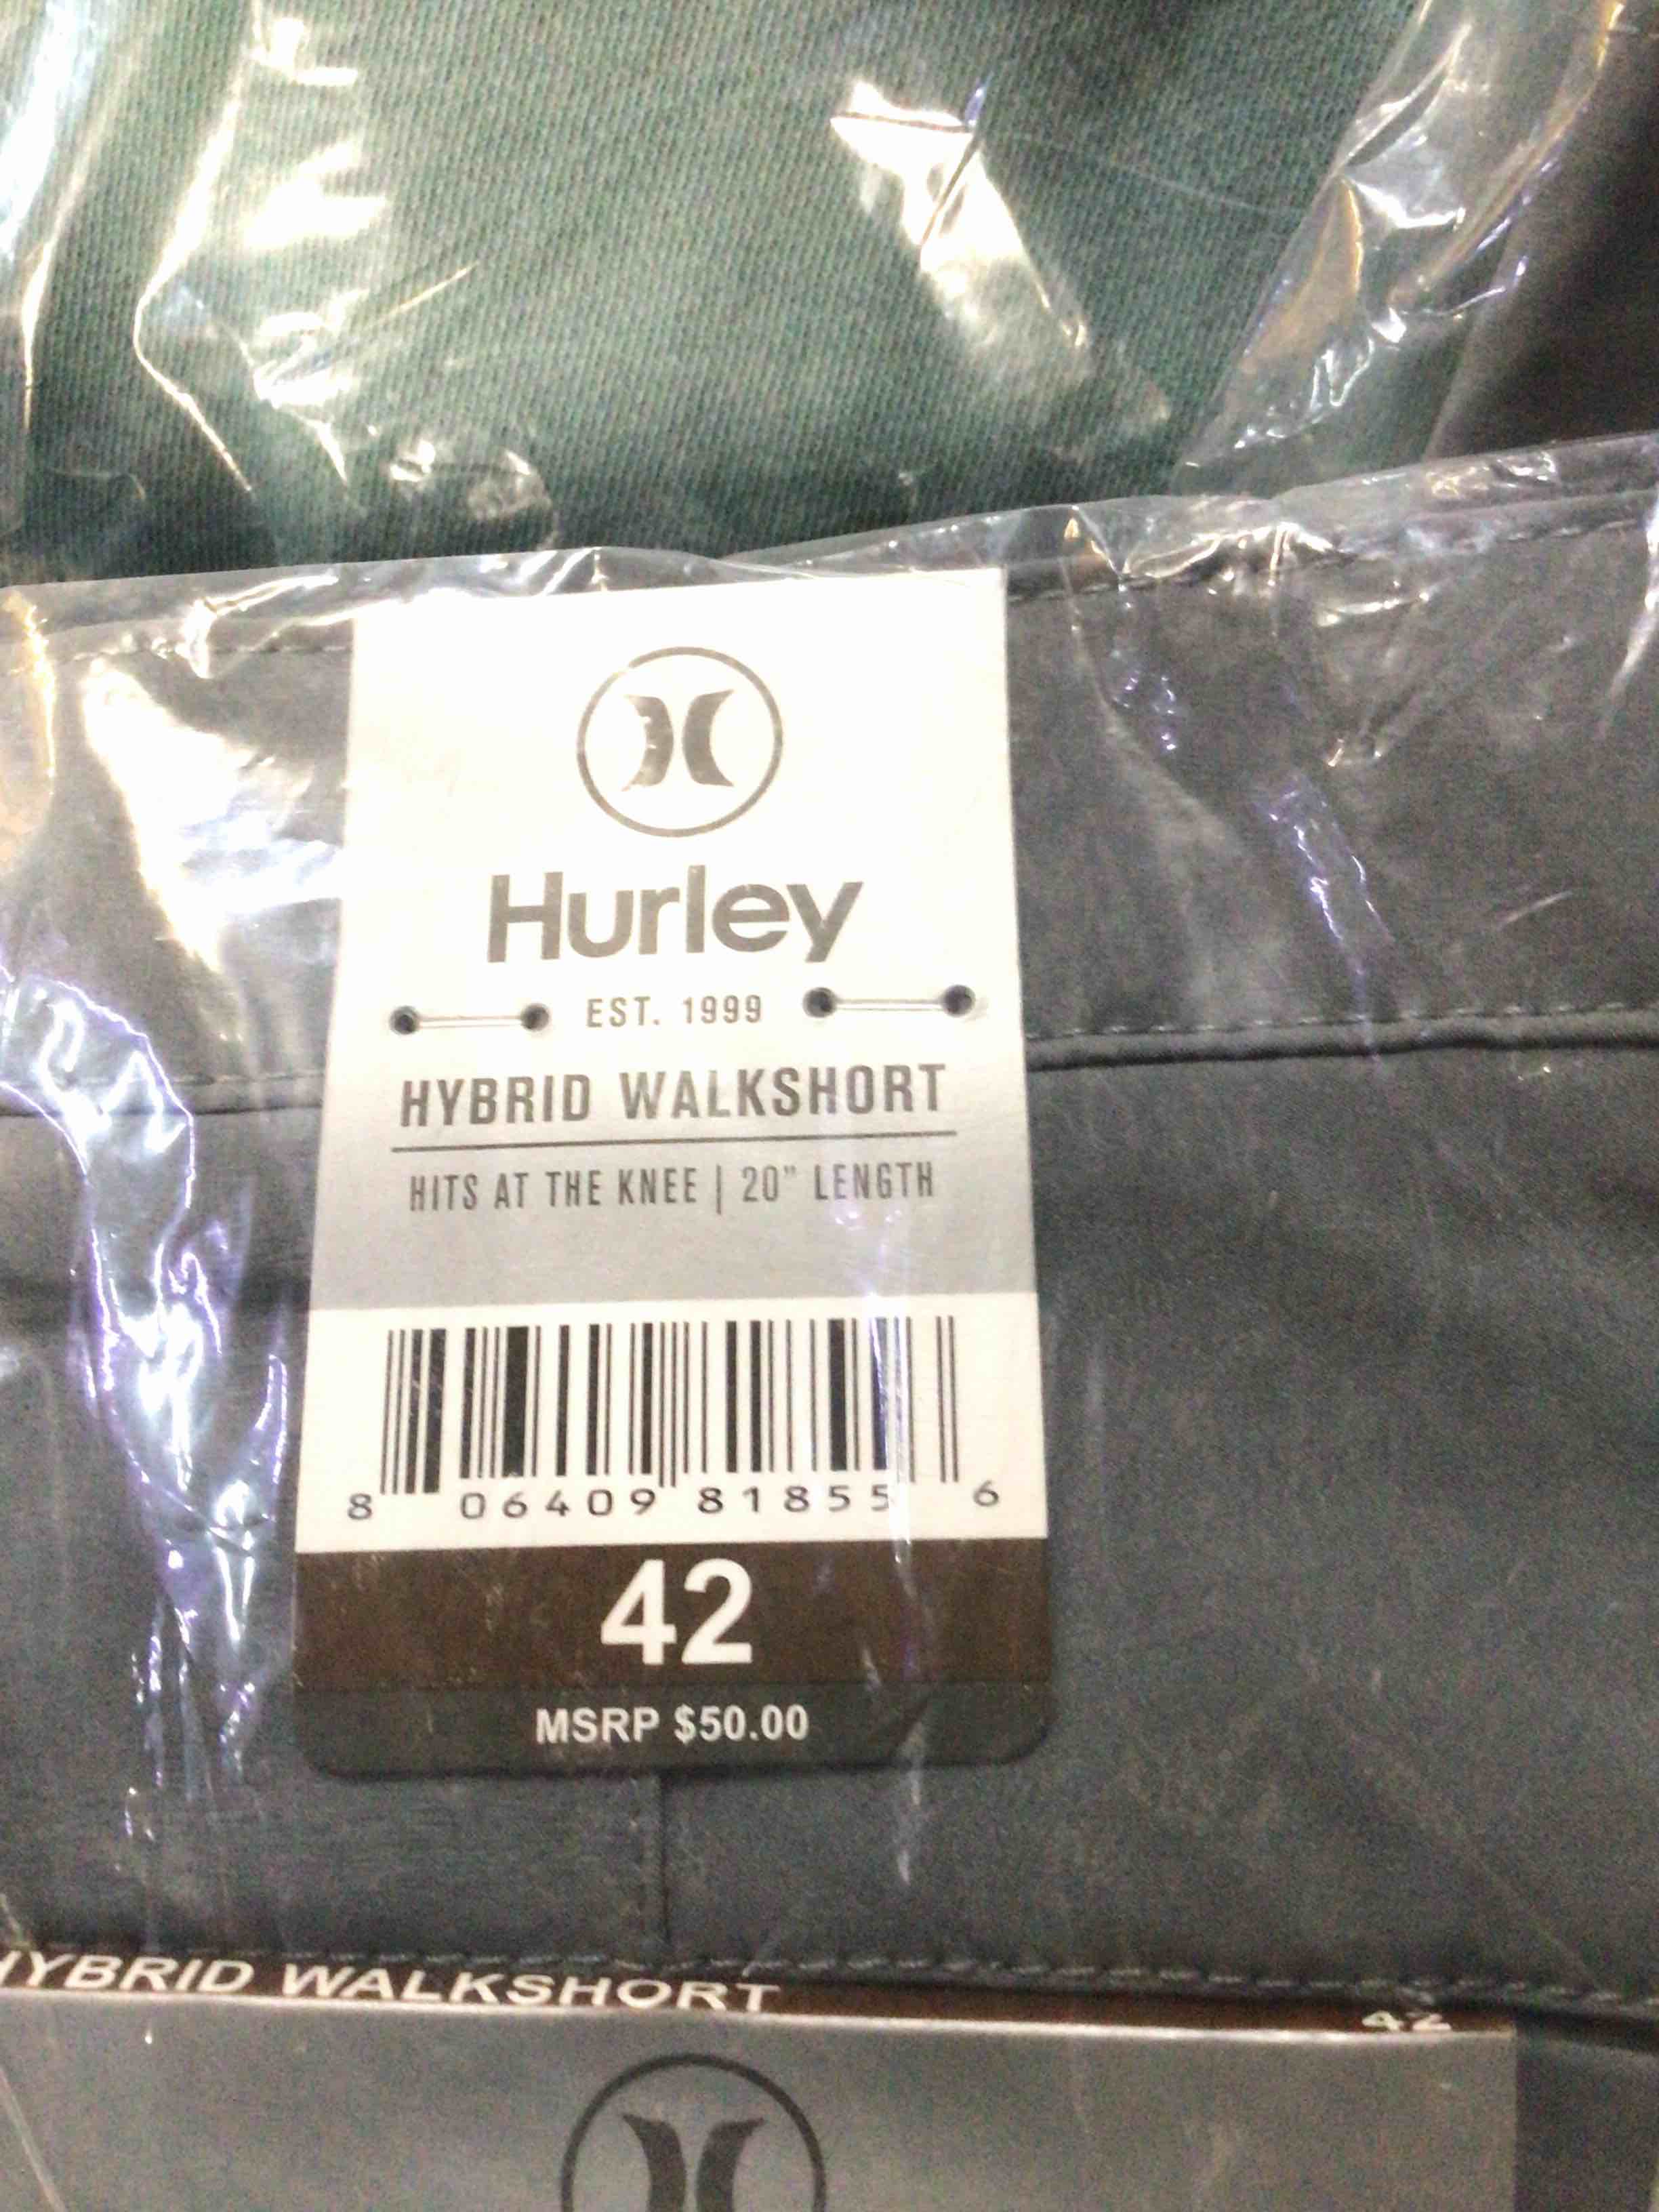 Hurley
EST. 1999
HYBRID WALKSHORT
HITS AT THE KNEE | 20" LENGTH
8 06409 81855 6
42
MSRP $50.00
HYBRID WALKSHORT 42